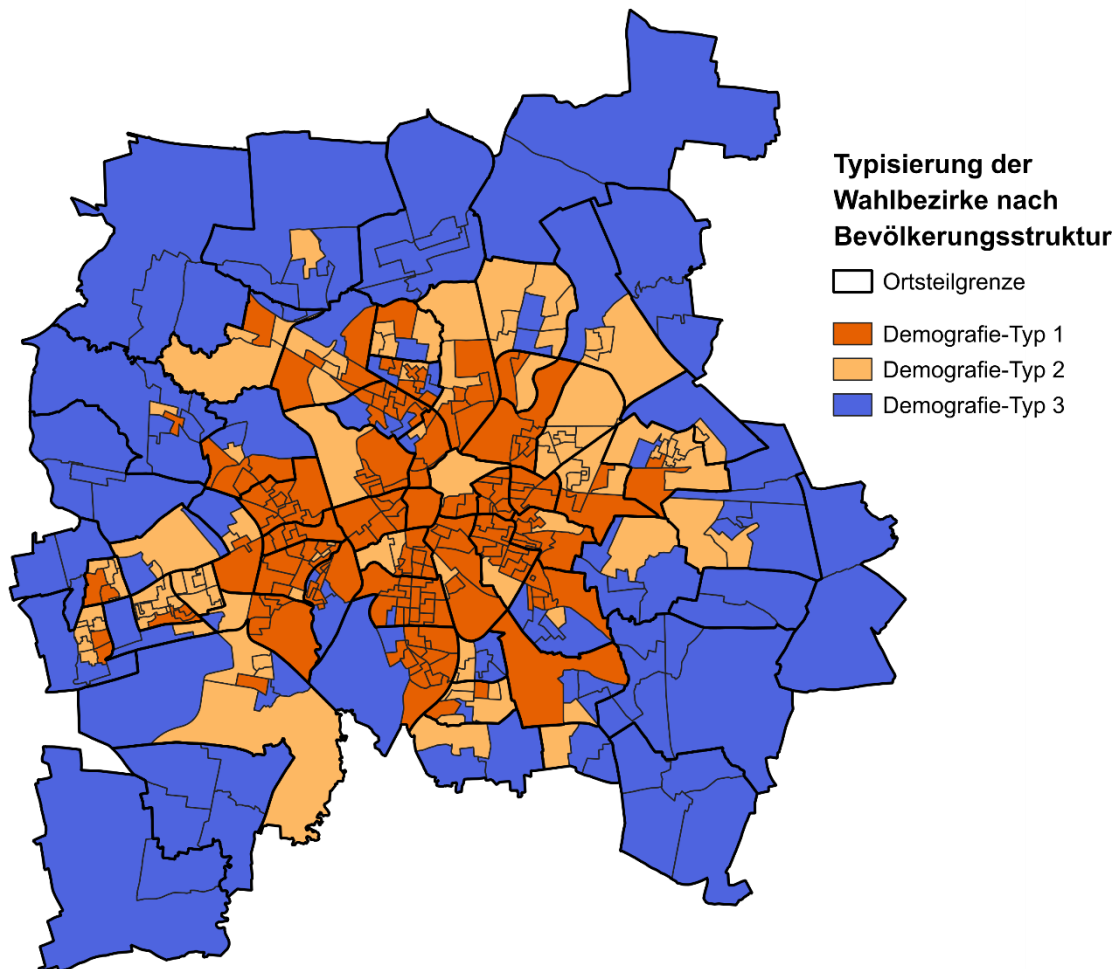 Typisierung der
Wahlbezirke nach
Bevölkerungsstruktur
Ortsteilgrenze
Demografie-Typ 1
Demografie-Typ 2
Demografie-Typ 3